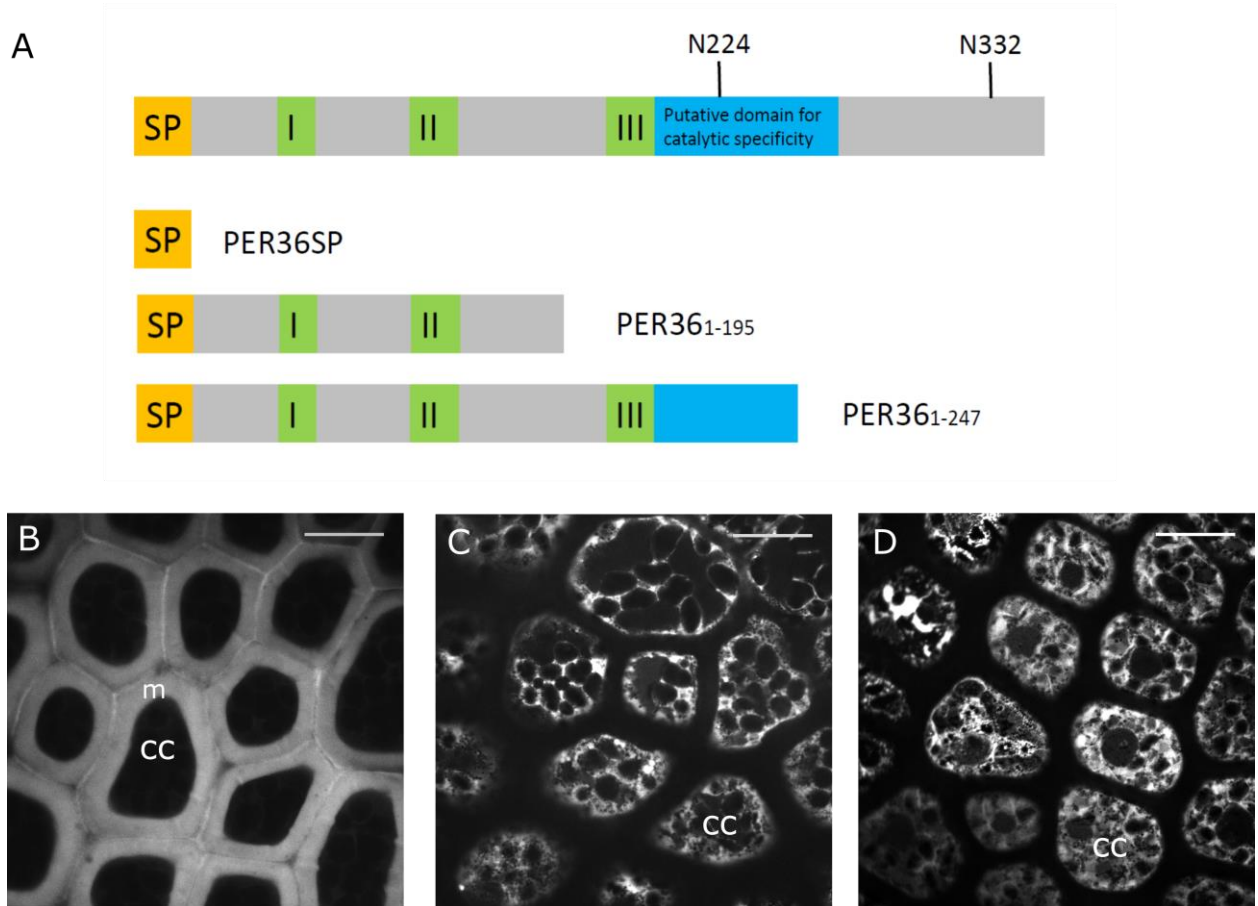 A
N224
N332
SP
I
II
III
Putative domain for
catalytic specificity
SP
PER36SP
SP
I
II
PER36₁₋₁₉₅
SP
I
II
III
PER36₁₋₂₄₇
B
m
CC
C
CC
D
CC